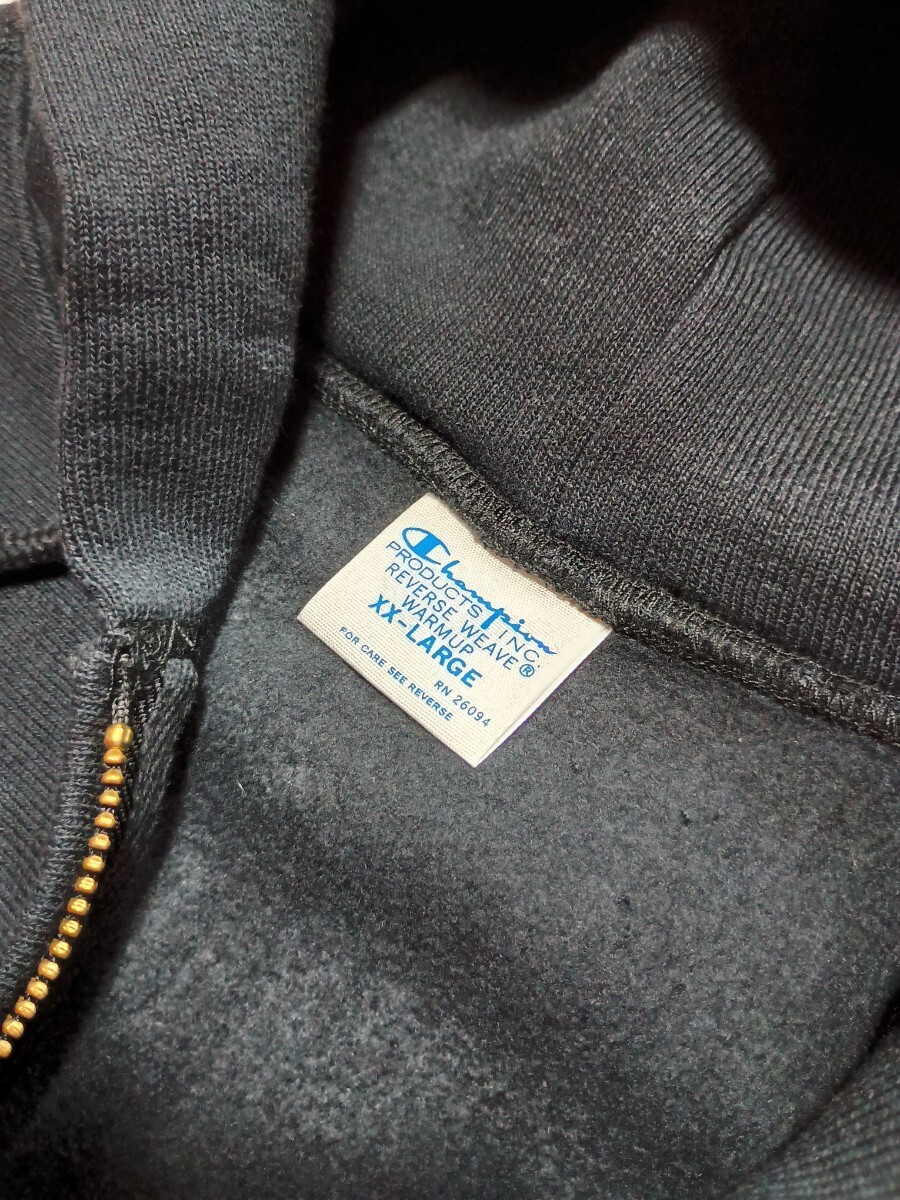 Champion
PRODUCTS, INC.
REVERSE WEAVE®
WARMUP
XX-LARGE
RN 26094
FOR CARE SEE REVERSE